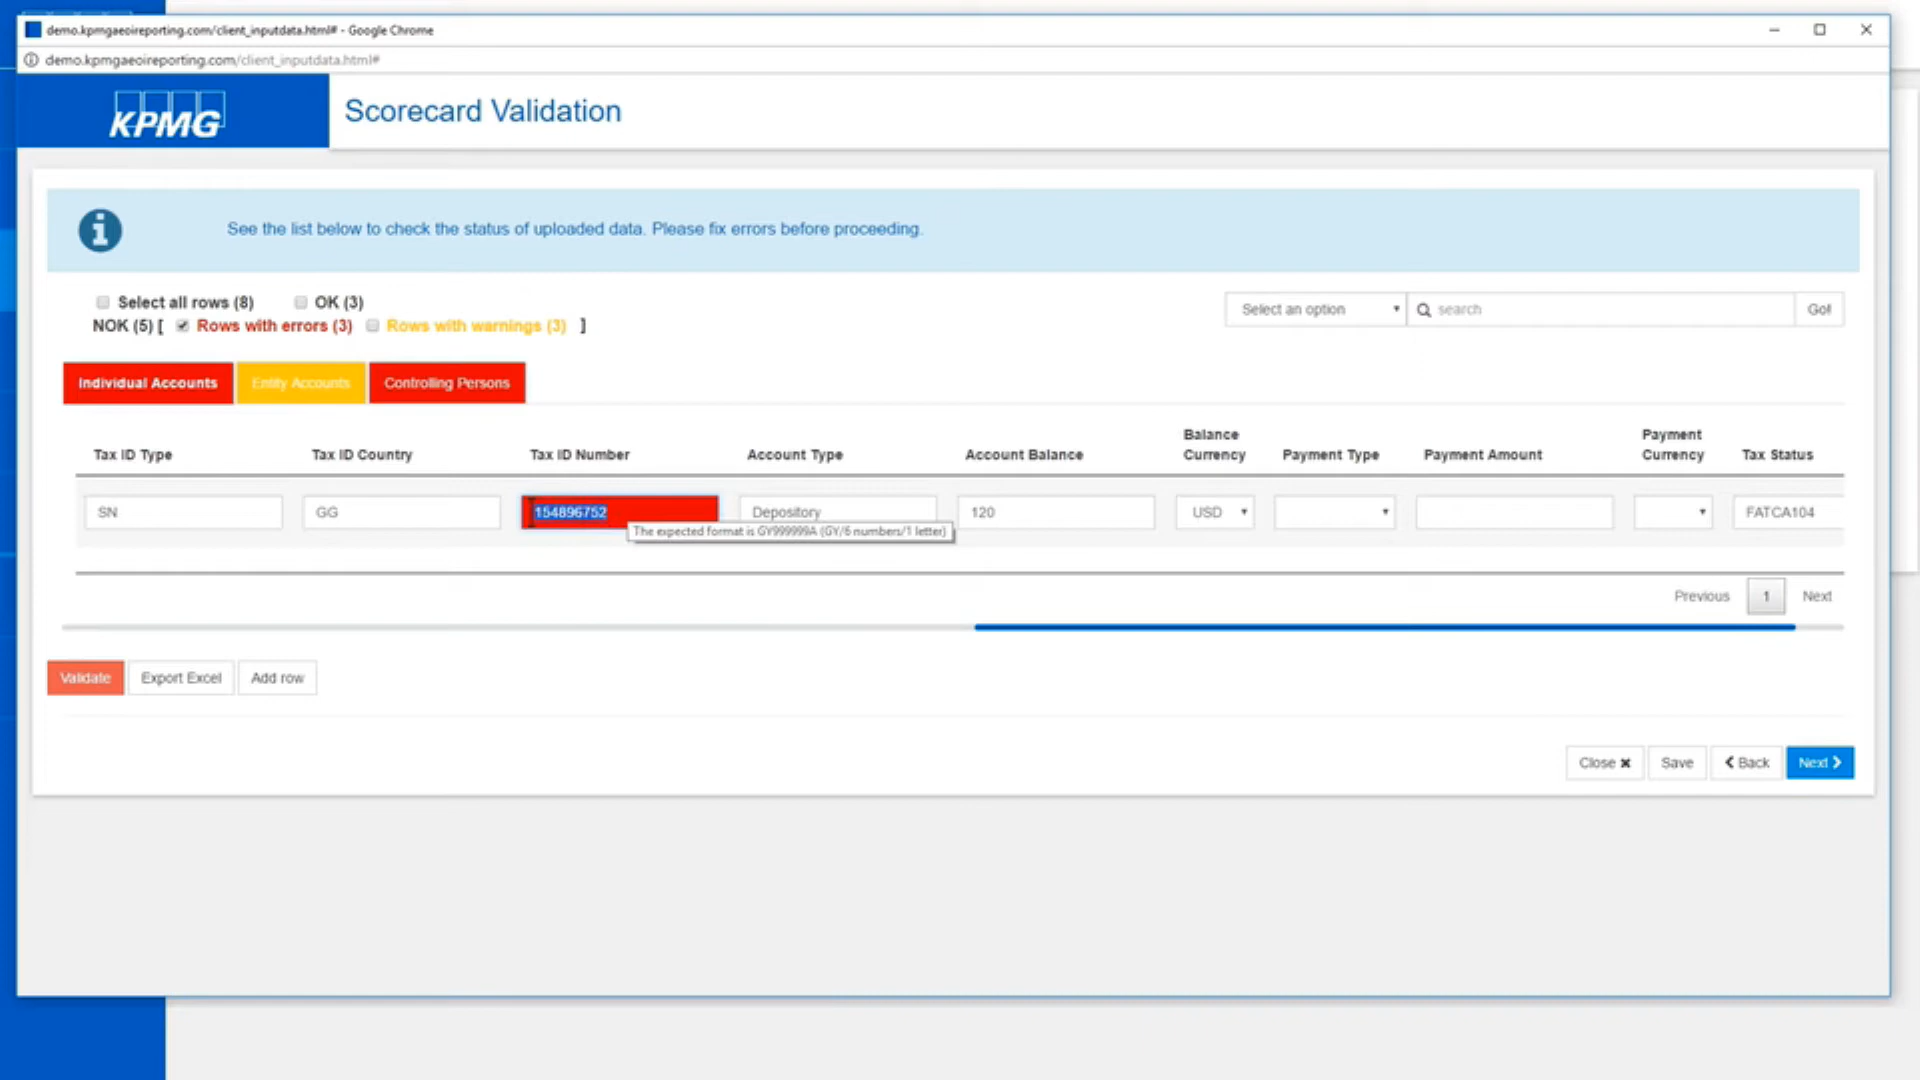 demo.kpmgaeoireporting.com/client_inputdata.html# - Google Chrome
demo.kpmgaeoireporting.com/client_inputdata.html#
KPMG
Scorecard Validation
See the list below to check the status of uploaded data. Please fix errors before proceeding.
Select all rows (8) OK (3)
NOK (5) [ Rows with errors (3) Rows with warnings (3) ]
Select an option search Go!
Individual Accounts Entity Accounts Controlling Persons
Tax ID Type Tax ID Country Tax ID Number Account Type Account Balance Balance Currency Payment Type Payment Amount Payment Currency Tax Status
SN GG 154896752 Depository 120 USD FATCA104
The expected format is GY999999A (GY/6 numbers/1 letter)
Previous 1 Next
Validate Export Excel Add row
Close Save Back Next